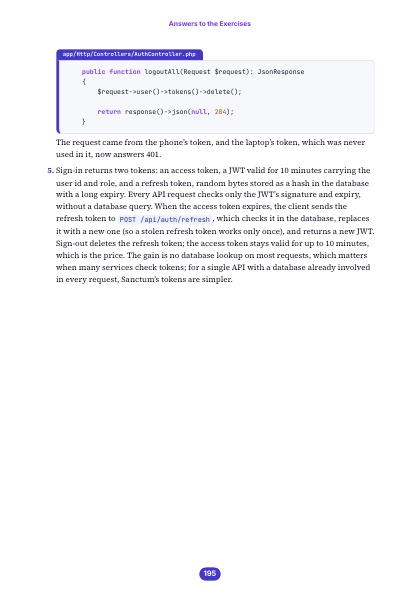 Answers to the Exercises
app/Http/Controllers/AuthController.php
public function logoutAll(Request $request): JsonResponse
{
$request->user()->tokens()->delete();
return response()->json(null, 204);
}
The request came from the phone's token, and the laptop's token, which was never
used in it, now answers 401.
5. Sign-in returns two tokens: an access token, a JWT valid for 10 minutes carrying the
user id and role, and a refresh token, random bytes stored as a hash in the database
with a long expiry. Every API request checks only the JWT's signature and expiry,
without a database query. When the access token expires, the client sends the
refresh token to POST /api/auth/refresh, which checks it in the database, replaces
it with a new one (so a stolen refresh token works only once), and returns a new JWT.
Sign-out deletes the refresh token; the access token stays valid for up to 10 minutes,
which is the price. The gain is no database lookup on most requests, which matters
when many services check tokens; for a single API with a database already involved
in every request, Sanctum's tokens are simpler.
195